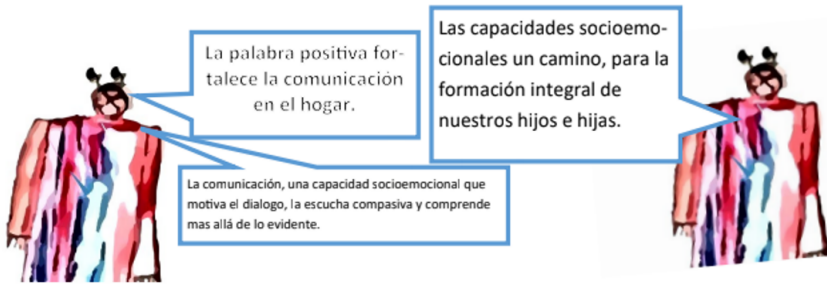 La palabra positiva for-
talece la comunicación
en el hogar.
Las capacidades socioemo-
cionales un camino, para la
formación integral de
nuestros hijos e hijas.
La comunicación, una capacidad socioemocional que
motiva el dialogo, la escucha compasiva y comprende
mas allá de lo evidente.